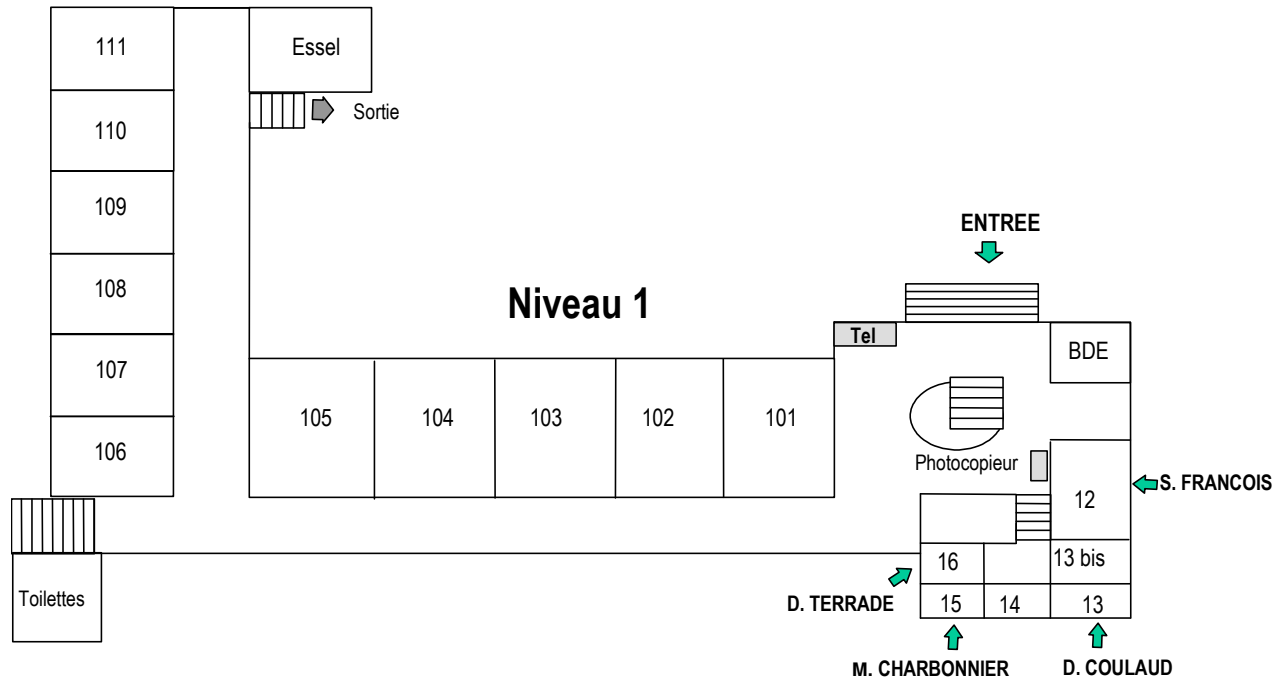 111
Essel
110
Sortie
109
ENTREE
108
Niveau 1
Tel
BDE
107
105
104
103
102
101
106
Photocopieur
12
S. FRANCOIS
16
13 bis
Toilettes
D. TERRADE
15
14
13
M. CHARBONNIER
D. COULAUD